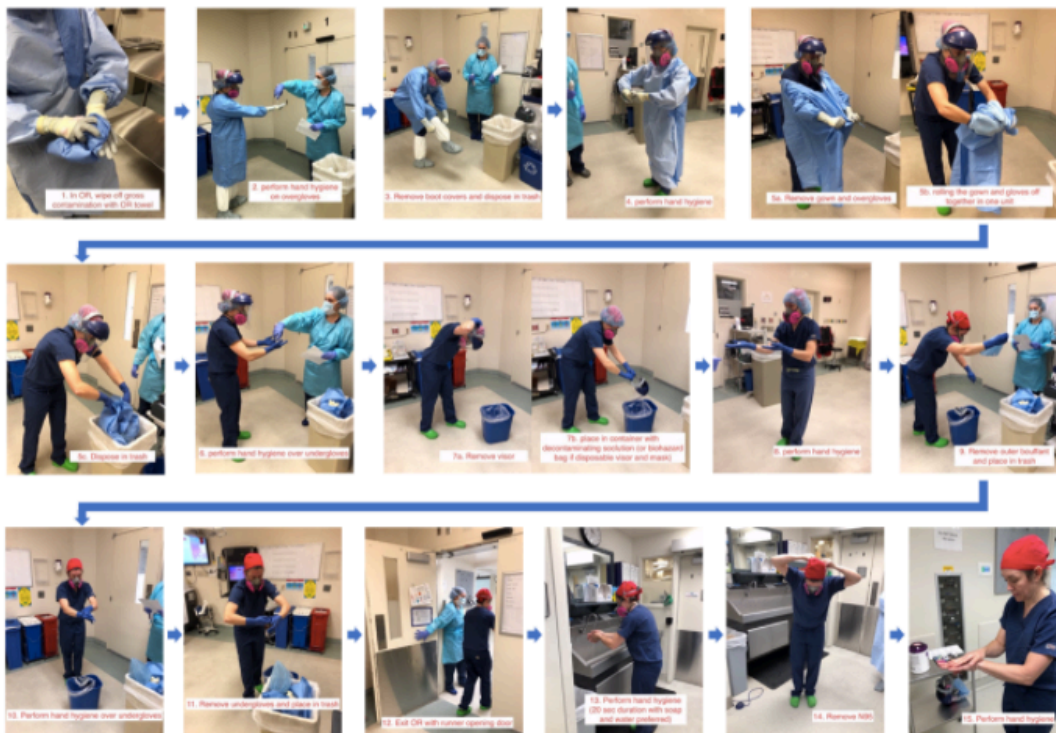 1. In OR, wipe off gross
contamination with OR towel
2. perform hand hygiene
on overgloves
3. Remove boot covers and dispose in trash
4. perform hand hygiene
5a. Remove gown and overgloves
5b. rolling the gown and gloves off
together in one unit
5c. Dispose in trash
6. perform hand hygiene over undergloves
7a. Remove visor
7b. place in container with
decontaminating soclution (or biohazard
bag if disposable visor and mask)
8. perform hand hygiene
9. Remove outer bouffant
and place in trash
10. Perform hand hygiene over undergloves
11. Remove undergloves and place in trash
12. Exit OR with runner opening door
13. Perform hand hygiene
(20 sec duration with soap
and water preferred)
14. Remove N95
15. Perform hand hygiene